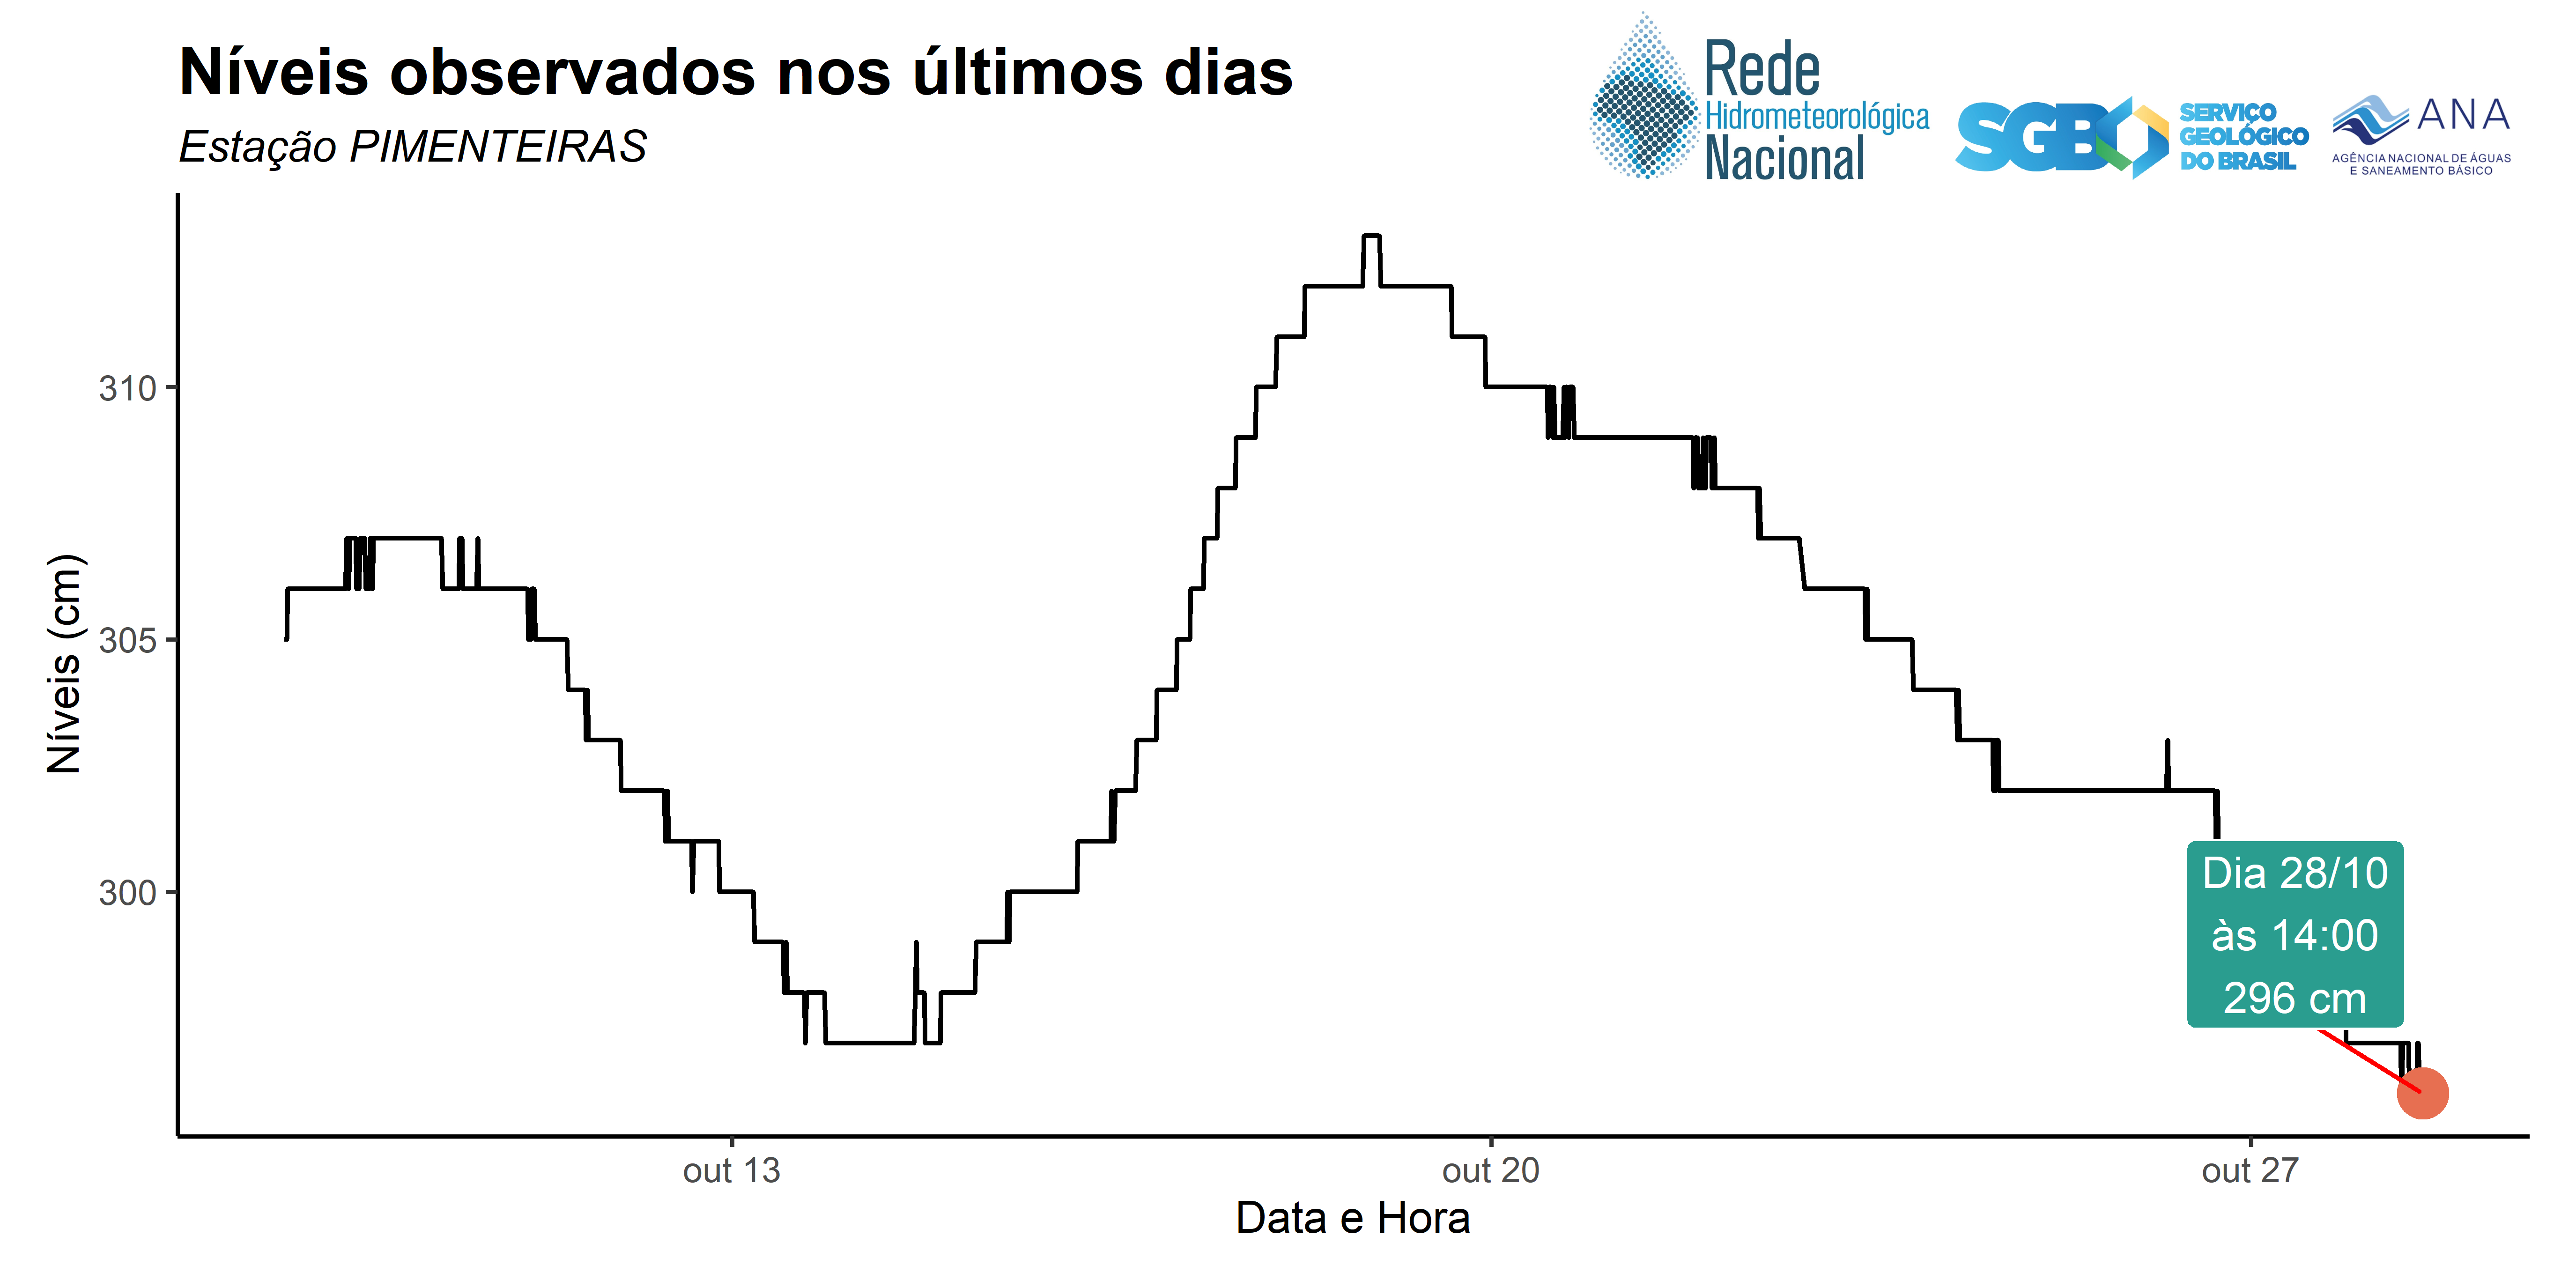 Níveis observados nos últimos dias
Estação PIMENTEIRAS
Rede
Hidrometeorológica
Nacional
SGB
SERVIÇO
GEOLÓGICO
DO BRASIL
ANA
AGÊNCIA NACIONAL DE ÁGUAS
E SANEAMENTO BÁSICO
Níveis (cm)
310
305
300
Dia 28/10
às 14:00
296 cm
out 13
out 20
out 27
Data e Hora